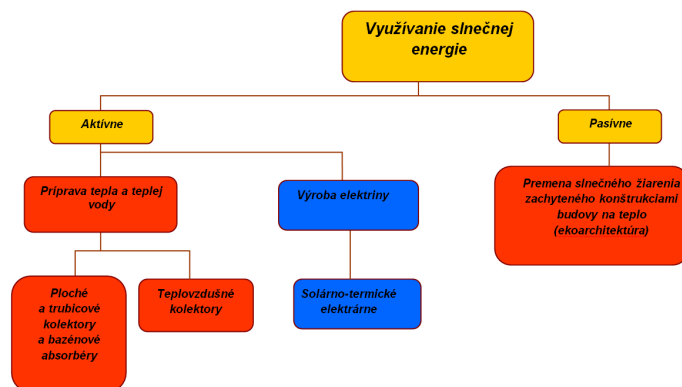 Využívanie slnečnej
energie
Aktívne
Pasívne
Príprava tepla a teplej
vody
Výroba elektriny
Premena slnečného žiarenia
zachyteného konštrukciami
budovy na teplo
(ekoarchitektúra)
Ploché
a trubicové
kolektory
a bazénové
absorbéry
Teplovzdušné
kolektory
Solárno-termické
elektrárne